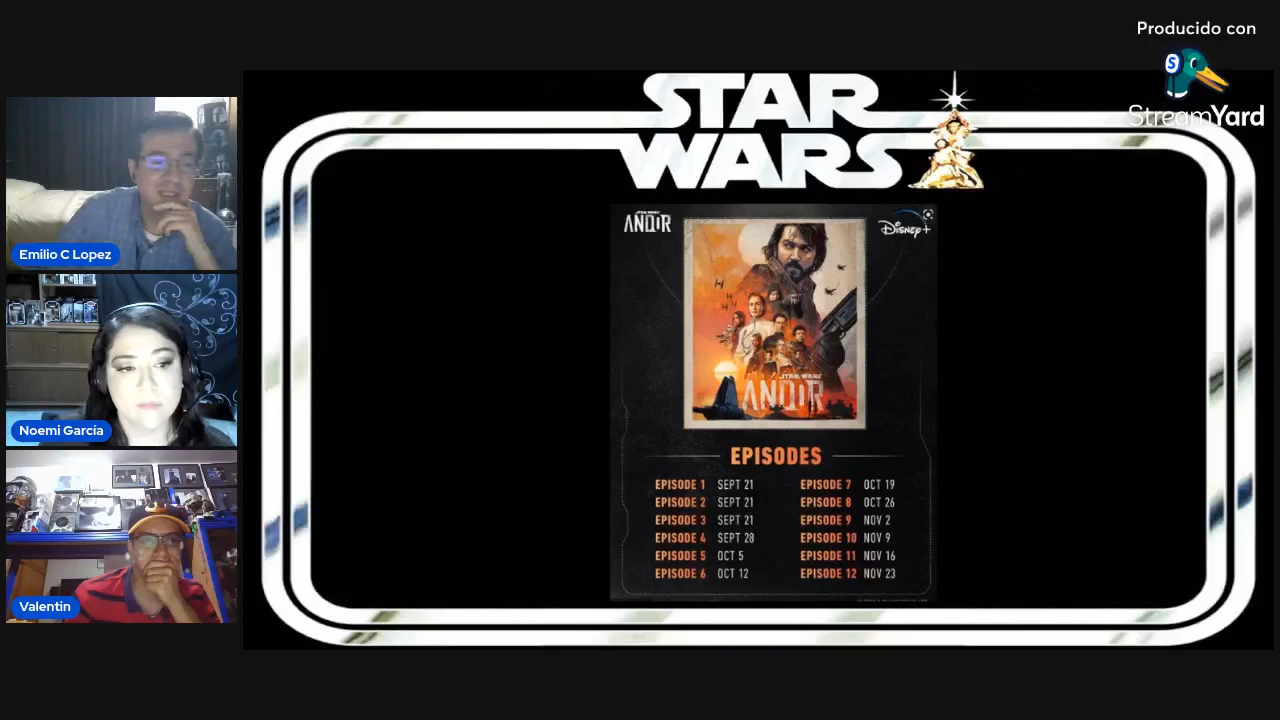 Producido con
StreamYard
STAR
WARS
Emilio C Lopez
Noemi García
Valentin
STAR WARS
ANDOR
Disney+
STAR WARS
ANDOR
EPISODES
EPISODE 1 SEPT 21
EPISODE 2 SEPT 21
EPISODE 3 SEPT 21
EPISODE 4 SEPT 28
EPISODE 5 OCT 5
EPISODE 6 OCT 12
EPISODE 7 OCT 19
EPISODE 8 OCT 26
EPISODE 9 NOV 2
EPISODE 10 NOV 9
EPISODE 11 NOV 16
EPISODE 12 NOV 23